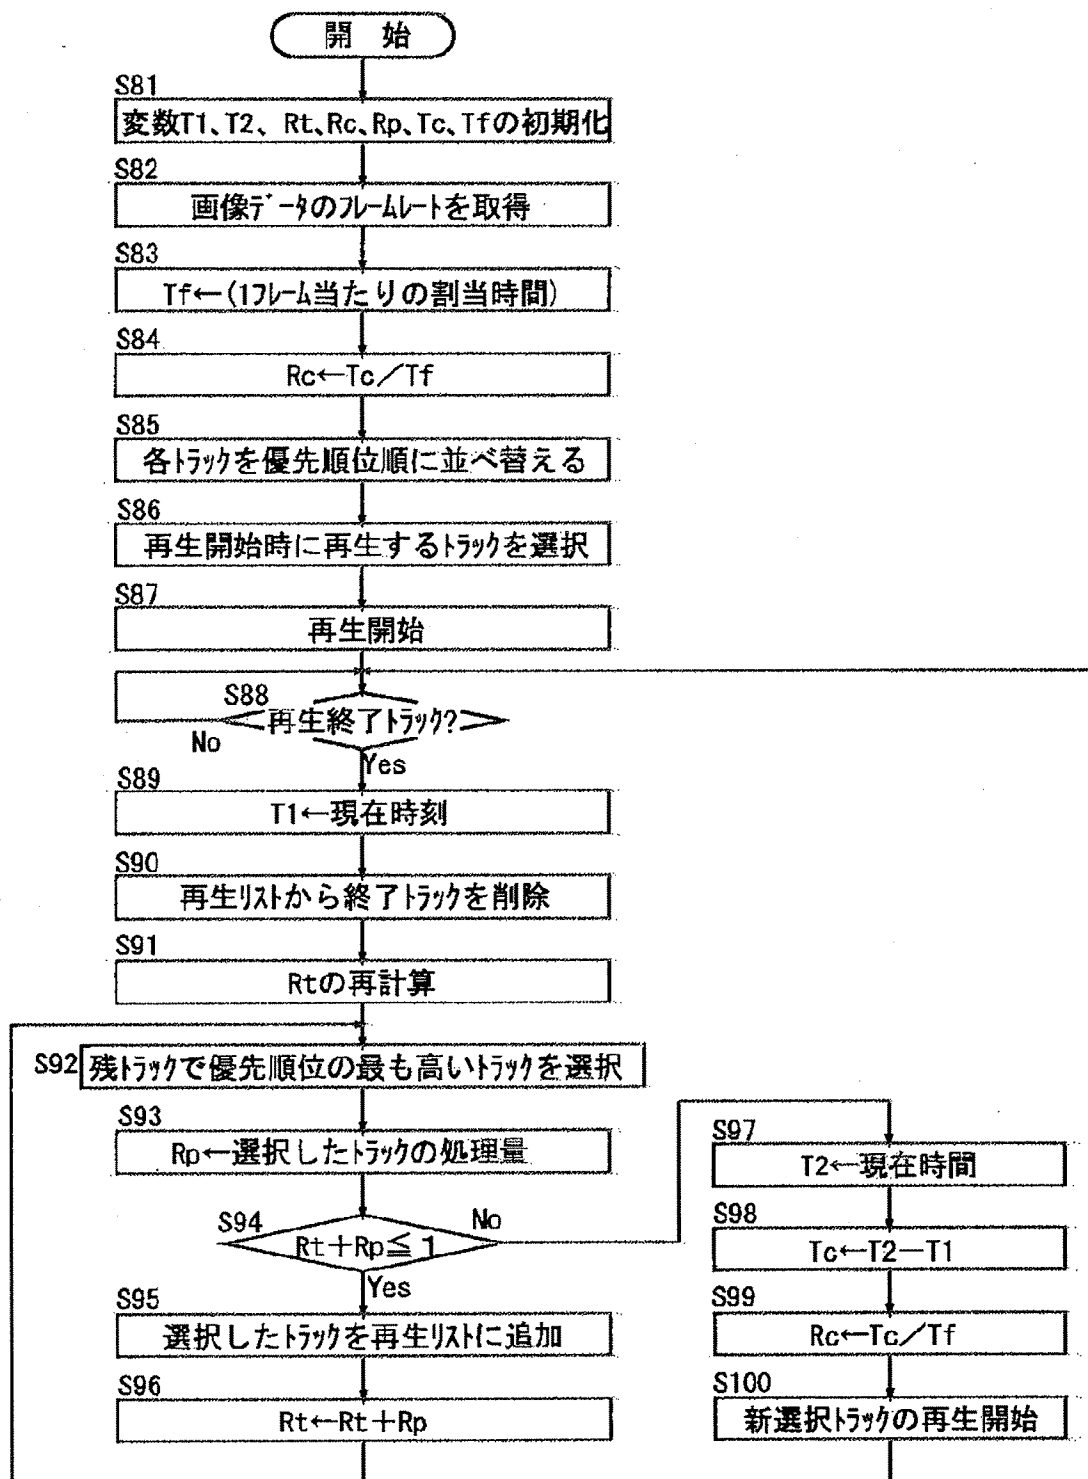 開 始
S81
変数T1、T2、Rt、Rc、Rp、Tc、Tfの初期化
S82
画像ﾃﾞｰﾀのﾌﾚｰﾑﾚｰﾄを取得
S83
Tf←(1ﾌﾚｰﾑ当たりの割当時間)
S84
Rc←Tc／Tf
S85
各ﾄﾗｯｸを優先順位順に並べ替える
S86
再生開始時に再生するﾄﾗｯｸを選択
S87
再生開始
S88
再生終了ﾄﾗｯｸ?
No
Yes
S89
T1←現在時刻
S90
再生ﾘｽﾄから終了ﾄﾗｯｸを削除
S91
Rtの再計算
S92 残ﾄﾗｯｸで優先順位の最も高いﾄﾗｯｸを選択
S93
Rp←選択したﾄﾗｯｸの処理量
S94
Rt＋Rp≦1
No
Yes
S95
選択したﾄﾗｯｸを再生ﾘｽﾄに追加
S96
Rt←Rt＋Rp
S97
T2←現在時間
S98
Tc←T2－T1
S99
Rc←Tc／Tf
S100
新選択ﾄﾗｯｸの再生開始